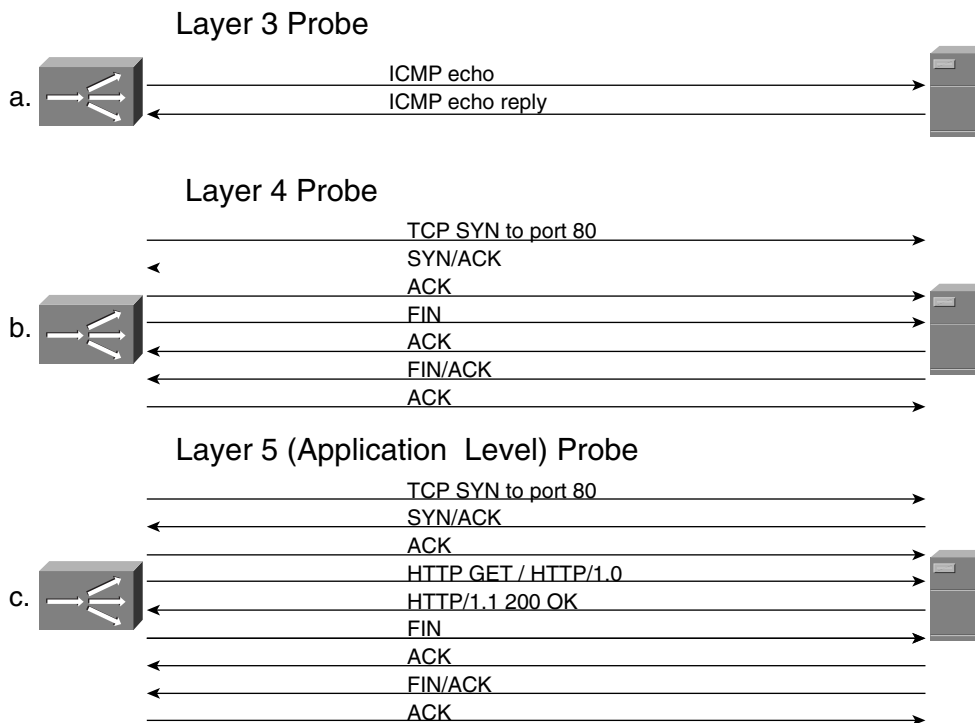 Layer 3 Probe
a.
ICMP echo
ICMP echo reply
Layer 4 Probe
b.
TCP SYN to port 80
SYN/ACK
ACK
FIN
ACK
FIN/ACK
ACK
Layer 5 (Application Level) Probe
c.
TCP SYN to port 80
SYN/ACK
ACK
HTTP GET / HTTP/1.0
HTTP/1.1 200 OK
FIN
ACK
FIN/ACK
ACK